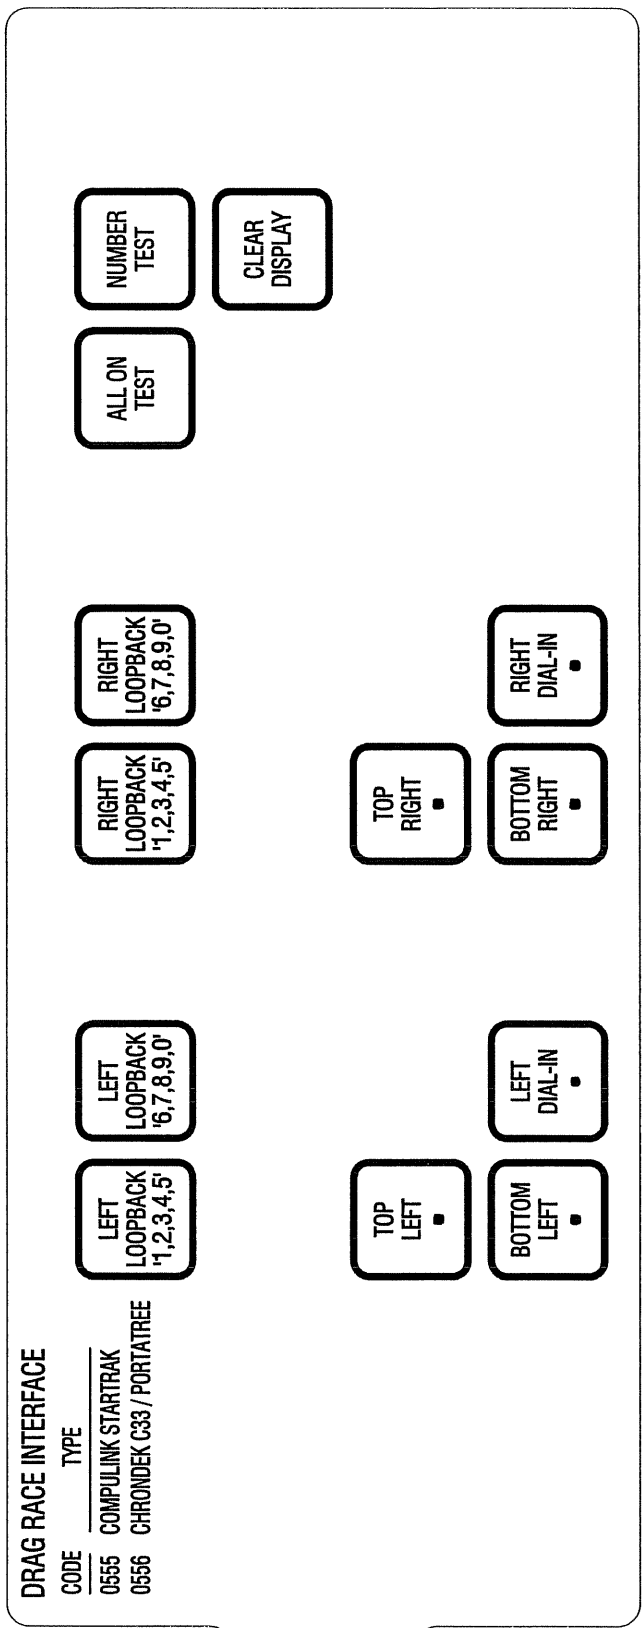 DRAG RACE INTERFACE
CODE TYPE
0555 COMPULINK STARTRAK
0556 CHRONDEK C33 / PORTATREE
LEFT
LOOPBACK
'1,2,3,4,5'
LEFT
LOOPBACK
'6,7,8,9,0'
RIGHT
LOOPBACK
'1,2,3,4,5'
RIGHT
LOOPBACK
'6,7,8,9,0'
ALL ON
TEST
NUMBER
TEST
CLEAR
DISPLAY
TOP
LEFT
TOP
RIGHT
BOTTOM
LEFT
LEFT
DIAL-IN
BOTTOM
RIGHT
RIGHT
DIAL-IN